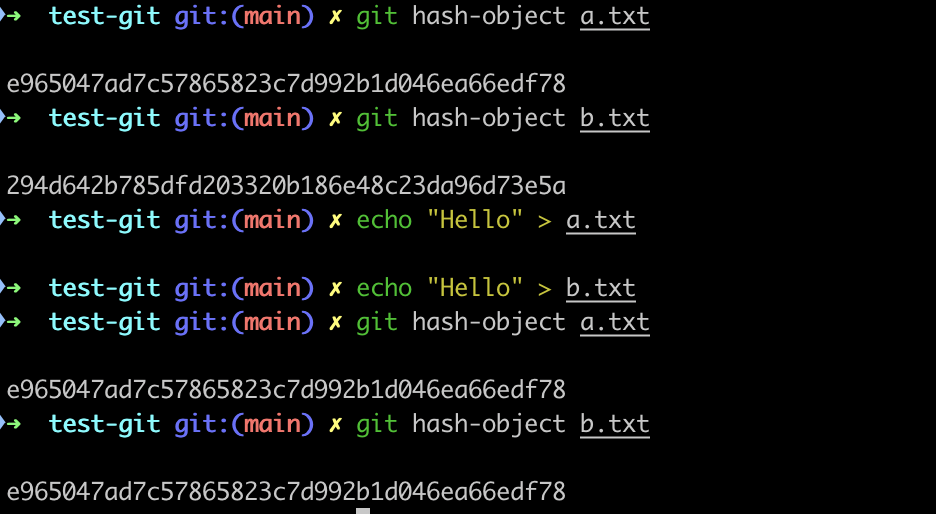 ➜ test-git git:(main) ✗ git hash-object a.txt
e965047ad7c57865823c7d992b1d046ea66edf78
➜ test-git git:(main) ✗ git hash-object b.txt
294d642b785dfd203320b186e48c23da96d73e5a
➜ test-git git:(main) ✗ echo "Hello" > a.txt
➜ test-git git:(main) ✗ echo "Hello" > b.txt
➜ test-git git:(main) ✗ git hash-object a.txt
e965047ad7c57865823c7d992b1d046ea66edf78
➜ test-git git:(main) ✗ git hash-object b.txt
e965047ad7c57865823c7d992b1d046ea66edf78